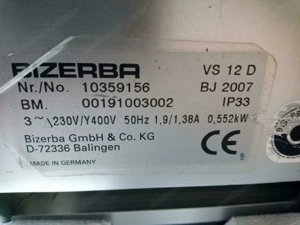 BIZERBA VS 12 D
Nr./No. 10359156 BJ 2007
BM. 00191003002 IP33
3~\230V/Y400V 50Hz 1,9/1,38A 0,552kW
Bizerba GmbH & Co. KG
D-72336 Balingen
MADE IN GERMANY
CE